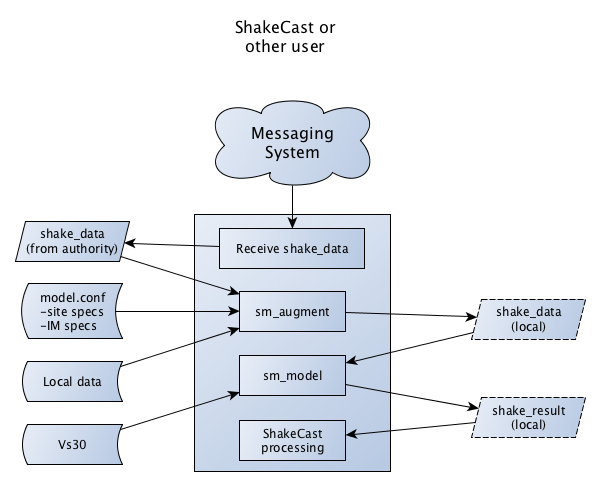 ShakeCast or
other user
Messaging
System
Receive shake_data
shake_data
(from authority)
model.conf
-site specs
-IM specs
sm_augment
shake_data
(local)
Local data
sm_model
shake_result
(local)
Vs30
ShakeCast
processing